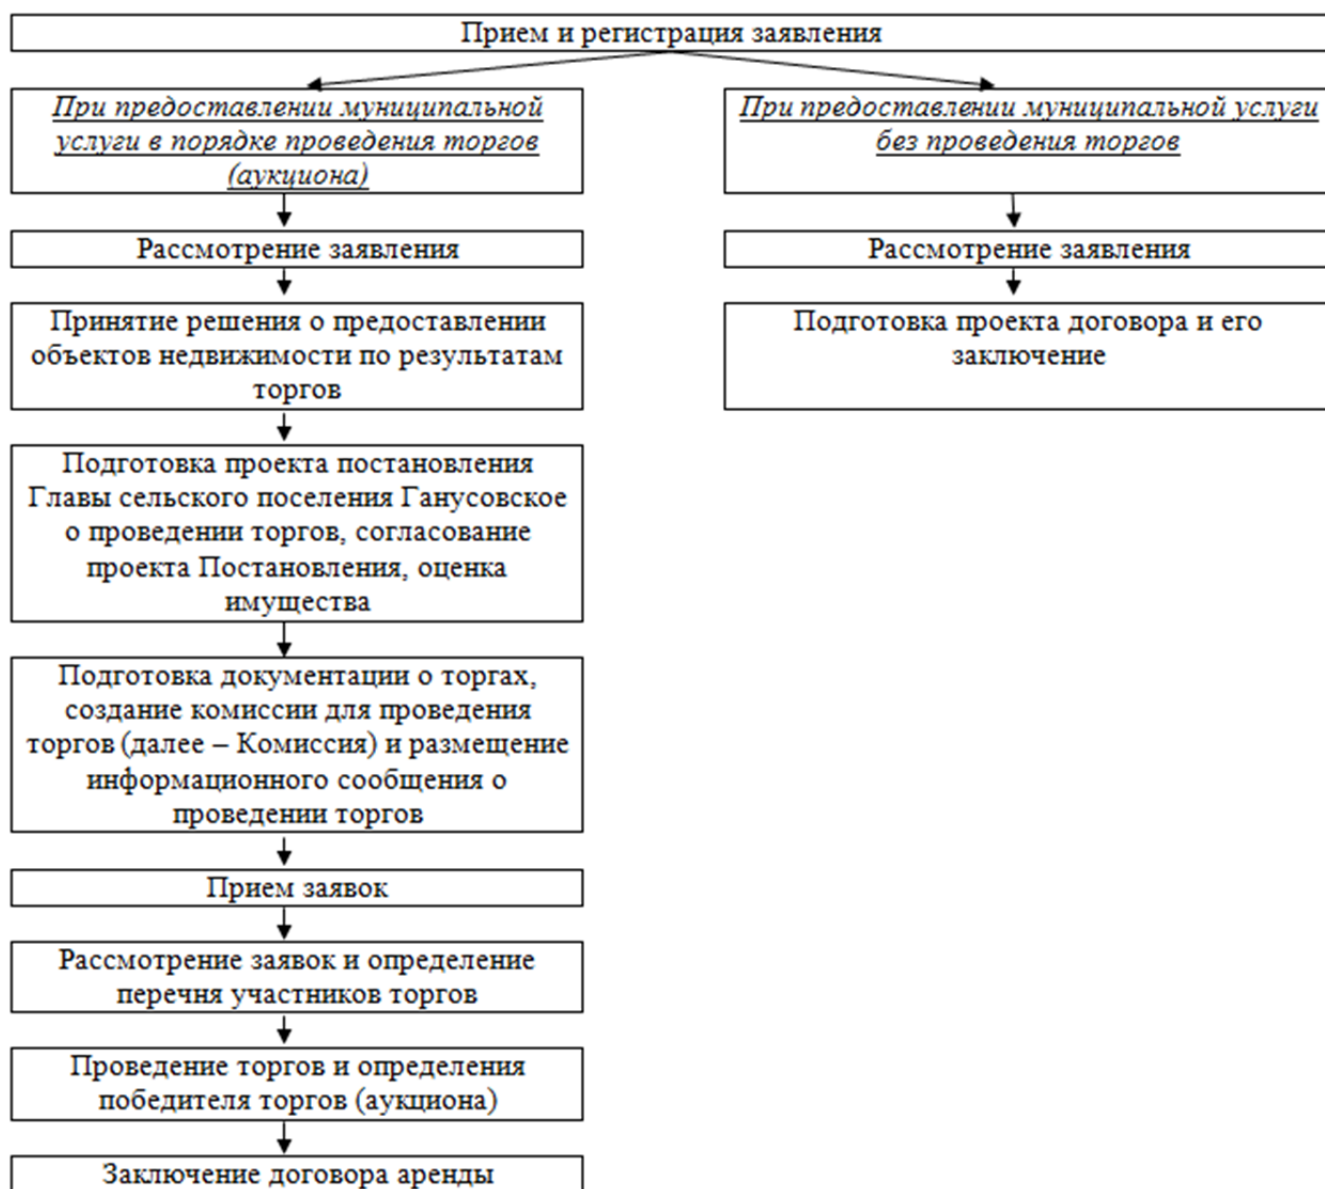 Прием и регистрация заявления
При предоставлении муниципальной
услуги в порядке проведения торгов
(аукциона)
Рассмотрение заявления
Принятие решения о предоставлении
объектов недвижимости по результатам
торгов
Подготовка проекта постановления
Главы сельского поселения Ганусовское
о проведении торгов, согласование
проекта Постановления, оценка
имущества
Подготовка документации о торгах,
создание комиссии для проведения
торгов (далее – Комиссия) и размещение
информационного сообщения о
проведении торгов
Прием заявок
Рассмотрение заявок и определение
перечня участников торгов
Проведение торгов и определения
победителя торгов (аукциона)
Заключение договора аренды
При предоставлении муниципальной услуги
без проведения торгов
Рассмотрение заявления
Подготовка проекта договора и его
заключение